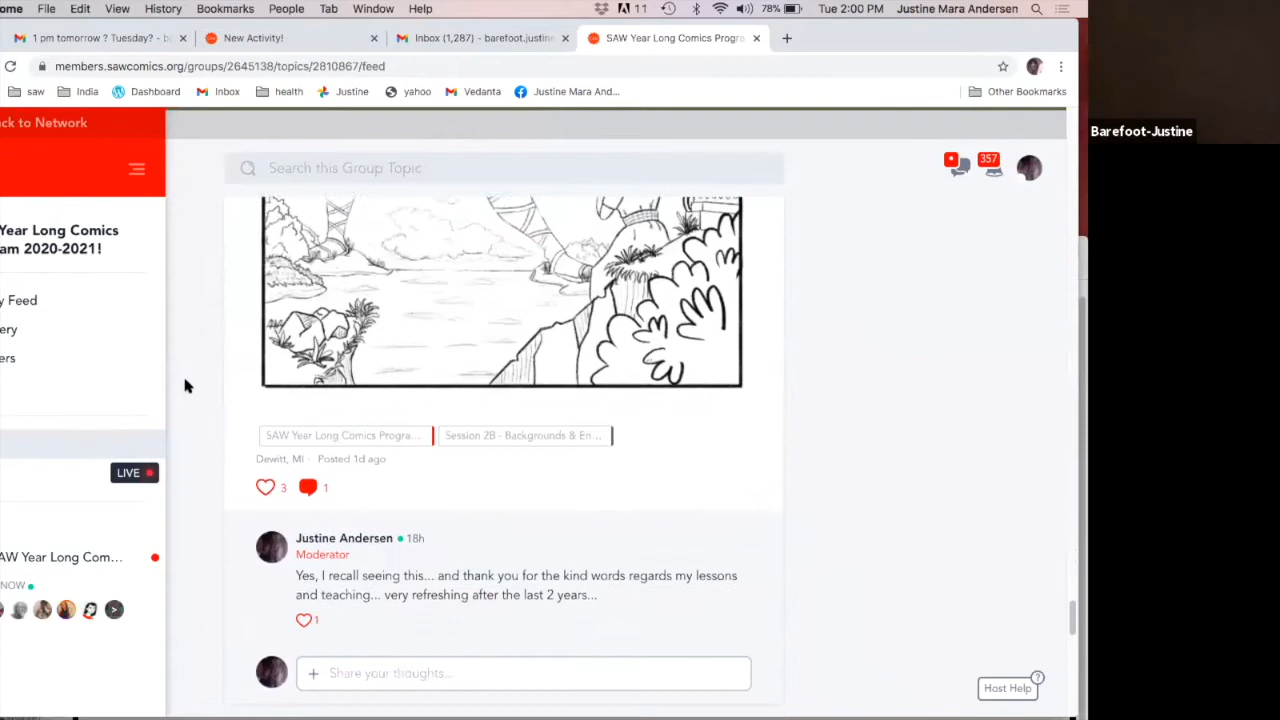 ome File Edit View History Bookmarks People Tab Window Help 11 78% Tue 2:00 PM Justine Mara Andersen
1 pm tomorrow ? Tuesday? - b New Activity! Inbox (1,287) - barefoot.justine SAW Year Long Comics Progra
members.sawcomics.org/groups/2645138/topics/2810867/feed
saw India Dashboard Inbox health Justine yahoo Vedanta Justine Mara And... Other Bookmarks
ck to Network
Barefoot-Justine
Search this Group Topic
357
Year Long Comics
am 2020-2021!
y Feed
ery
ers
SAW Year Long Comics Progra... Session 2B - Backgrounds & En...
Dewitt, MI · Posted 1d ago
LIVE
3 1
Justine Andersen 18h
Moderator
AW Year Long Com...
Yes, I recall seeing this... and thank you for the kind words regards my lessons
and teaching... very refreshing after the last 2 years...
NOW
1
+ Share your thoughts...
Host Help ?